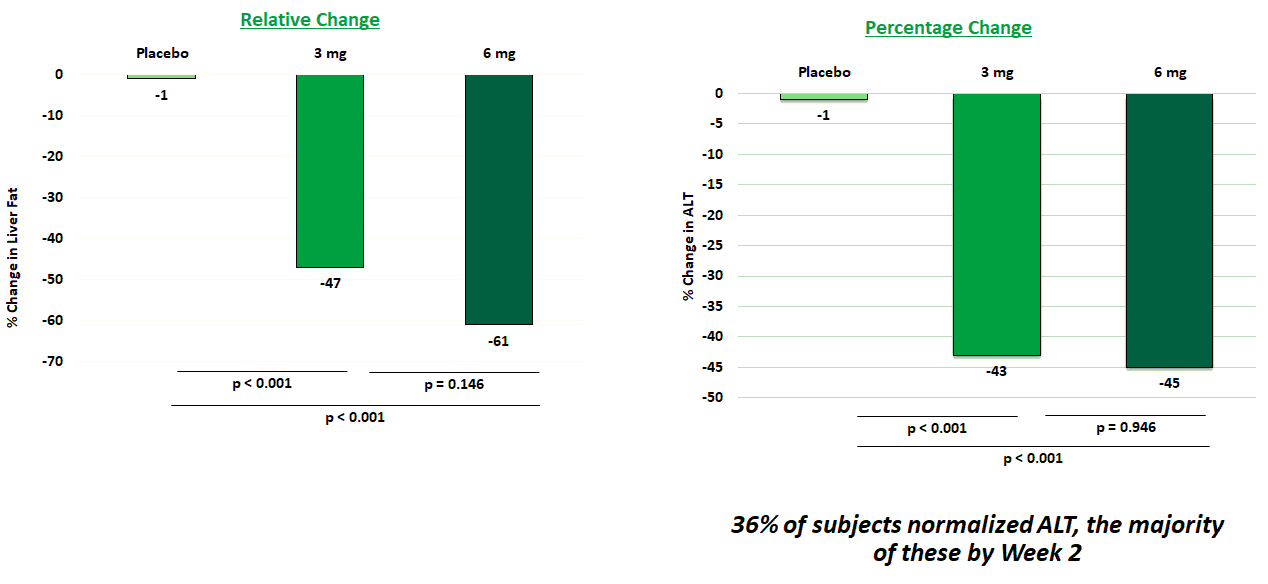 Relative Change
Placebo 3 mg 6 mg
0
-10
-20
-30
-40
-50
-60
-70
% Change in Liver Fat
-1
-47
-61
p < 0.001 p = 0.146
p < 0.001
Percentage Change
Placebo 3 mg 6 mg
0
-5
-10
-15
-20
-25
-30
-35
-40
-45
-50
% Change in ALT
-1
-43
-45
p < 0.001 p = 0.946
p < 0.001
36% of subjects normalized ALT, the majority
of these by Week 2